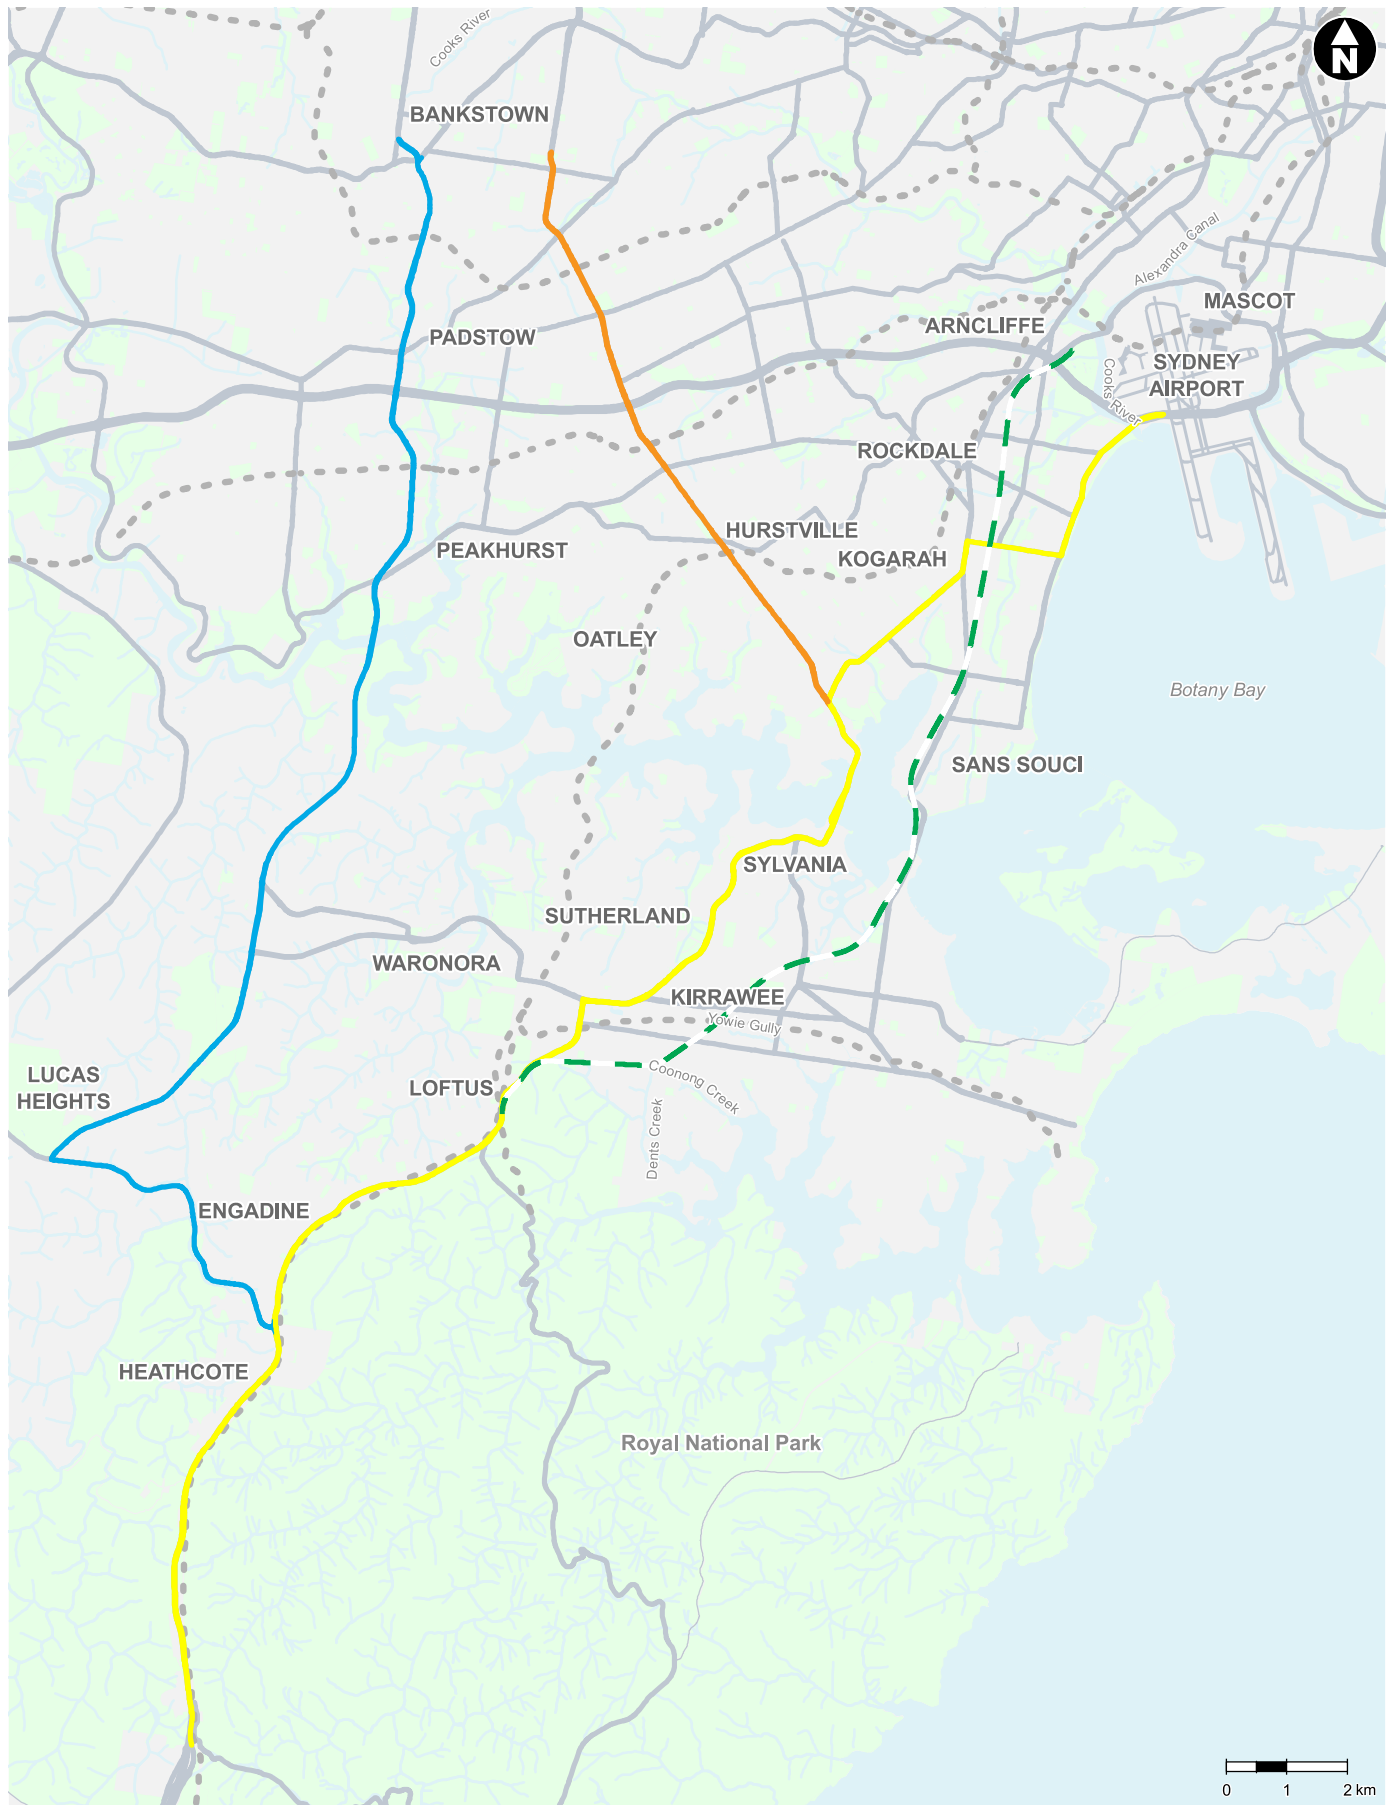 N
Cooks River
BANKSTOWN
Alexandra Canal
MASCOT
ARNCLIFFE
PADSTOW
SYDNEY
AIRPORT
Cooks River
ROCKDALE
HURSTVILLE
PEAKHURST
KOGARAH
OATLEY
Botany Bay
SANS SOUCI
SYLVANIA
SUTHERLAND
WARONORA
KIRRAWEE
Yowie Gully
LUCAS
HEIGHTS
LOFTUS
Coonong Creek
Dents Creek
ENGADINE
HEATHCOTE
Royal National Park
0 1 2 km